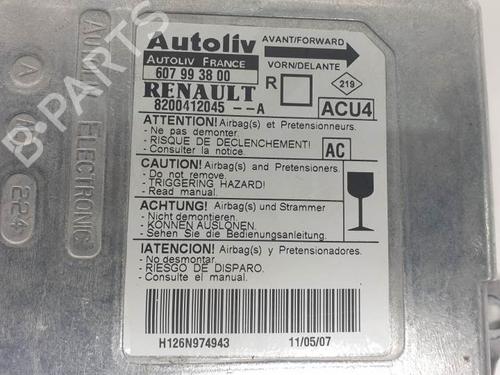 Autoliv
AUTOLIV FRANCE
607 99 38 00
RENAULT
8200412045 --A
AVANT/FORWARD
VORN/DELANTE
R
219
ACU4
ATTENTION! Airbag(s) et Pretensionneurs.
- Ne pas demonter.
- RISQUE DE DECLENCHEMENT!
- Consulter la notice.
AC
CAUTION! Airbag(s) and Pretensioners.
- Do not remove.
- TRIGGERING HAZARD!
- Read manual.
ACHTUNG! Airbag(s) und Strammer
- Nicht demontieren.
- KONNEN AUSLONEN.
- Sehen Sie die Bedienungsanleitung.
IATENCION! Airbag(s) y Pretensionadores.
- No desmontar.
- RIESGO DE DISPARO.
- Consulte el manual.
H126N974943
11/05/07
ELECTRONIC
224
B-PARTS